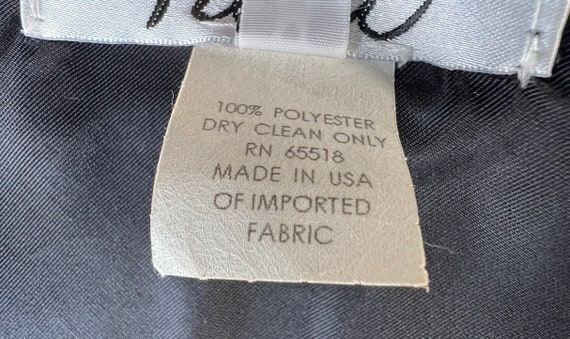 100% POLYESTER
DRY CLEAN ONLY
RN 65518
MADE IN USA
OF IMPORTED
FABRIC